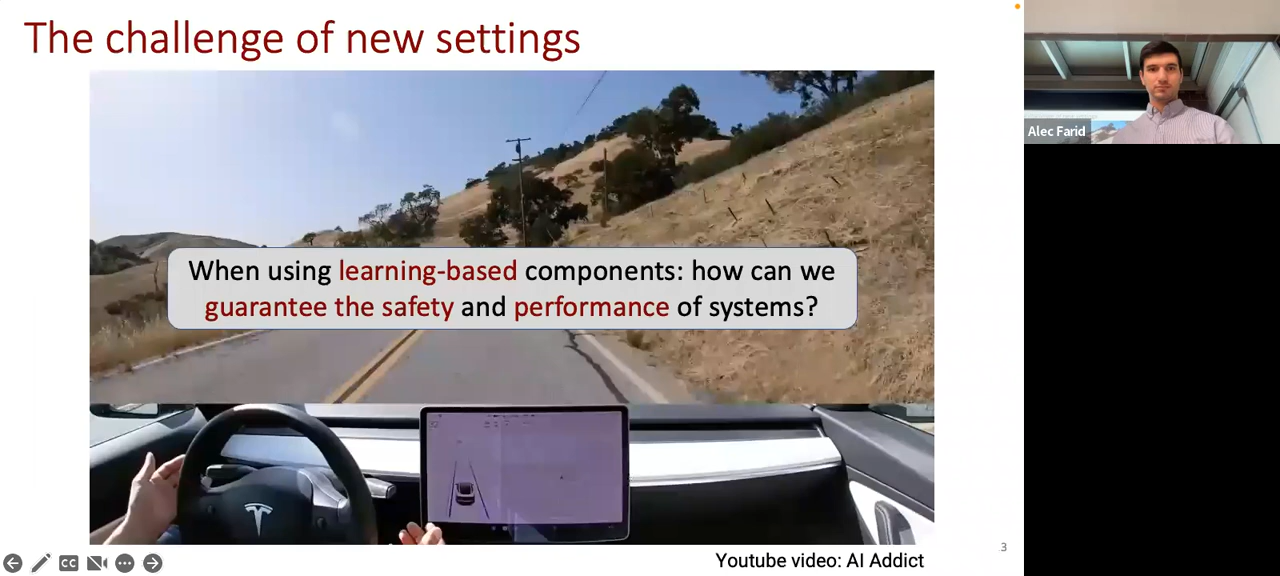 The challenge of new settings
When using learning-based components: how can we
guarantee the safety and performance of systems?
Alec Farid
CC
3
Youtube video: AI Addict